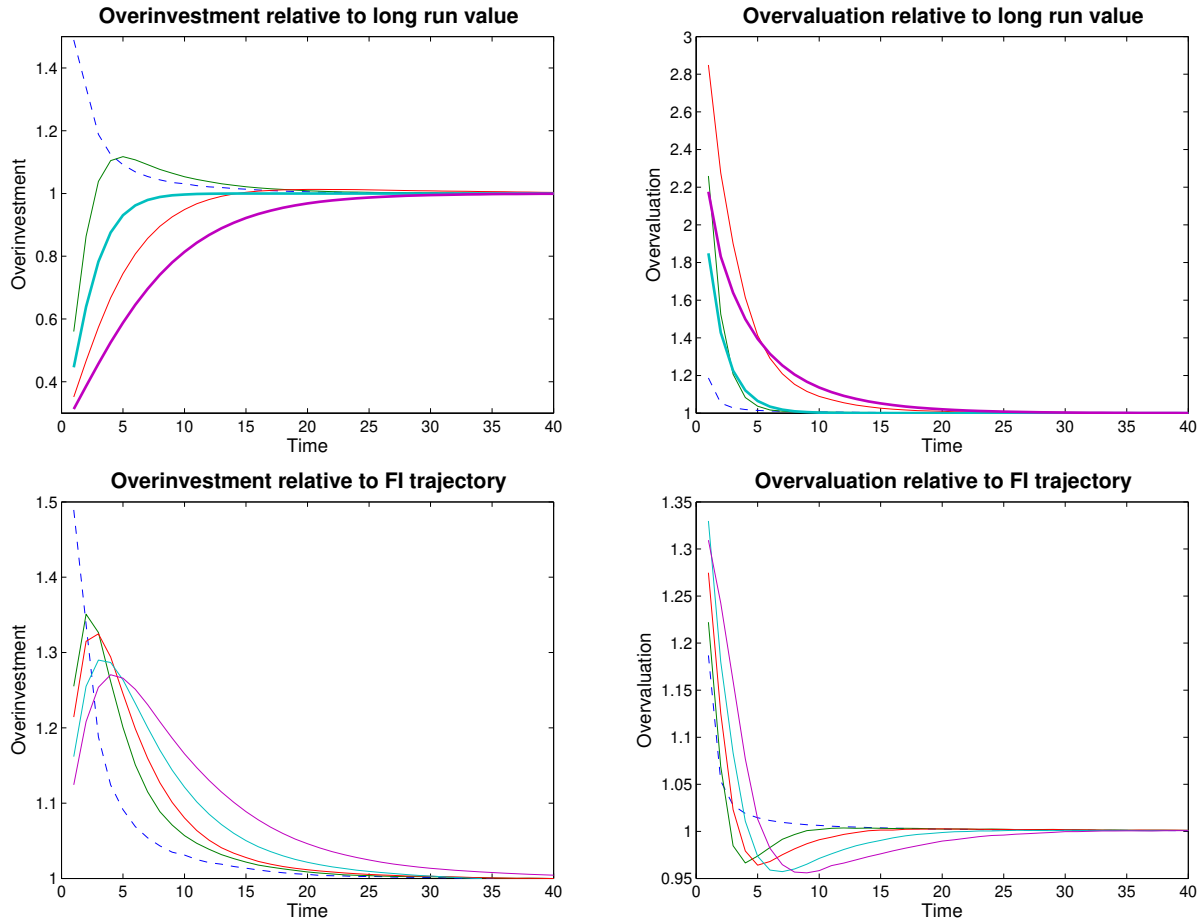 Overinvestment relative to long run value
Overinvestment
1.4
1.2
1
0.8
0.6
0.4
0 5 10 15 20 25 30 35 40
Time
Overvaluation relative to long run value
Overvaluation
3
2.8
2.6
2.4
2.2
2
1.8
1.6
1.4
1.2
1
0 5 10 15 20 25 30 35 40
Time
Overinvestment relative to FI trajectory
Overinvestment
1.5
1.4
1.3
1.2
1.1
1
0 5 10 15 20 25 30 35 40
Time
Overvaluation relative to FI trajectory
Overvaluation
1.35
1.3
1.25
1.2
1.15
1.1
1.05
1
0.95
0 5 10 15 20 25 30 35 40
Time